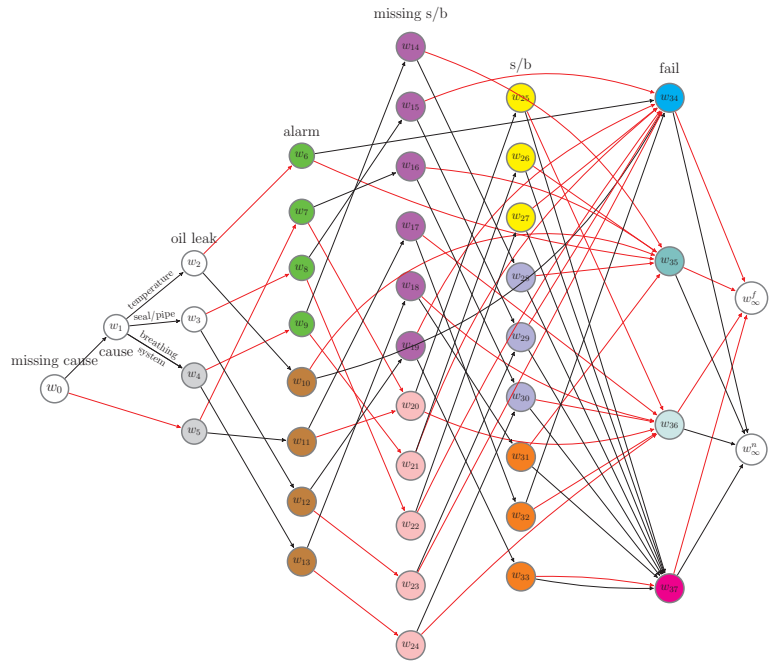 missing s/b
w14
s/b
fail
w15
w25
w34
alarm
w6
w26
w16
w7
w27
w17
oil leak
w2
w8
w28
w35
w18
temperature
w^f_∞
w3
seal/pipe
w1
w9
w29
w19
breathing
system
cause
missing cause
w4
w10
w0
w30
w20
w5
w11
w36
w^n_∞
w31
w21
w12
w32
w22
w13
w33
w23
w37
w24